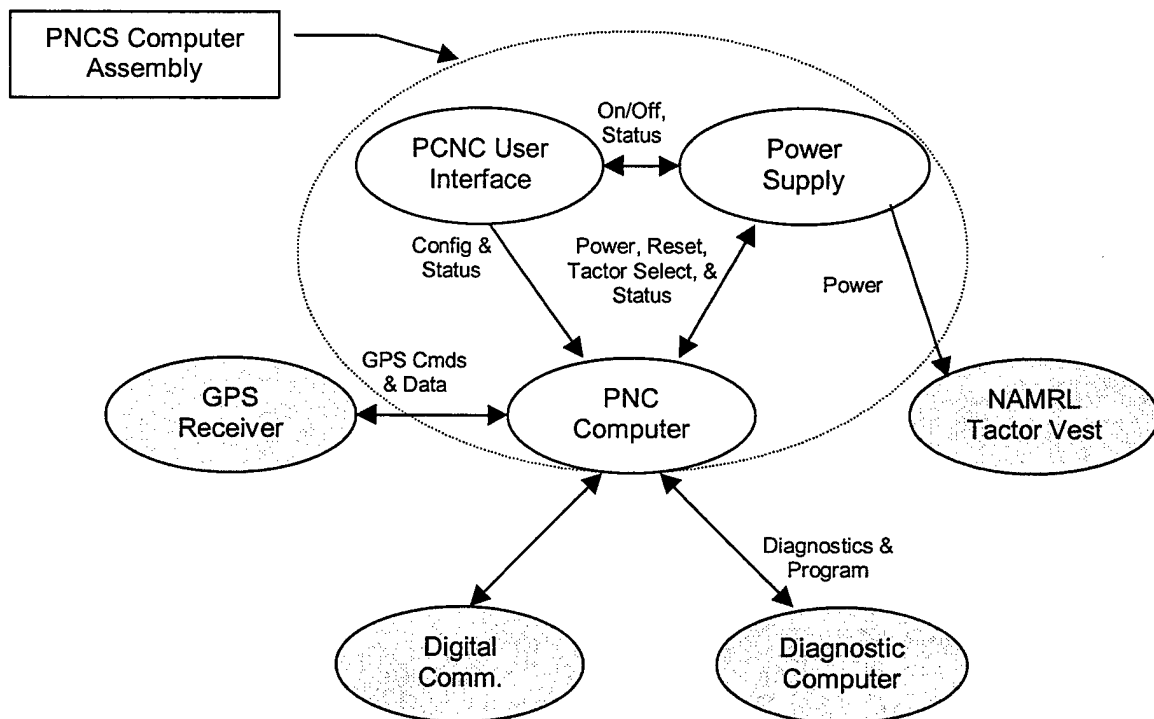 PNCS Computer
Assembly
On/Off,
Status
PCNC User
Interface
Power
Supply
Config &
Status
Power, Reset,
Tactor Select, &
Status
Power
GPS Cmds
& Data
GPS
Receiver
PNC
Computer
NAMRL
Tactor Vest
Diagnostics &
Program
Digital
Comm.
Diagnostic
Computer